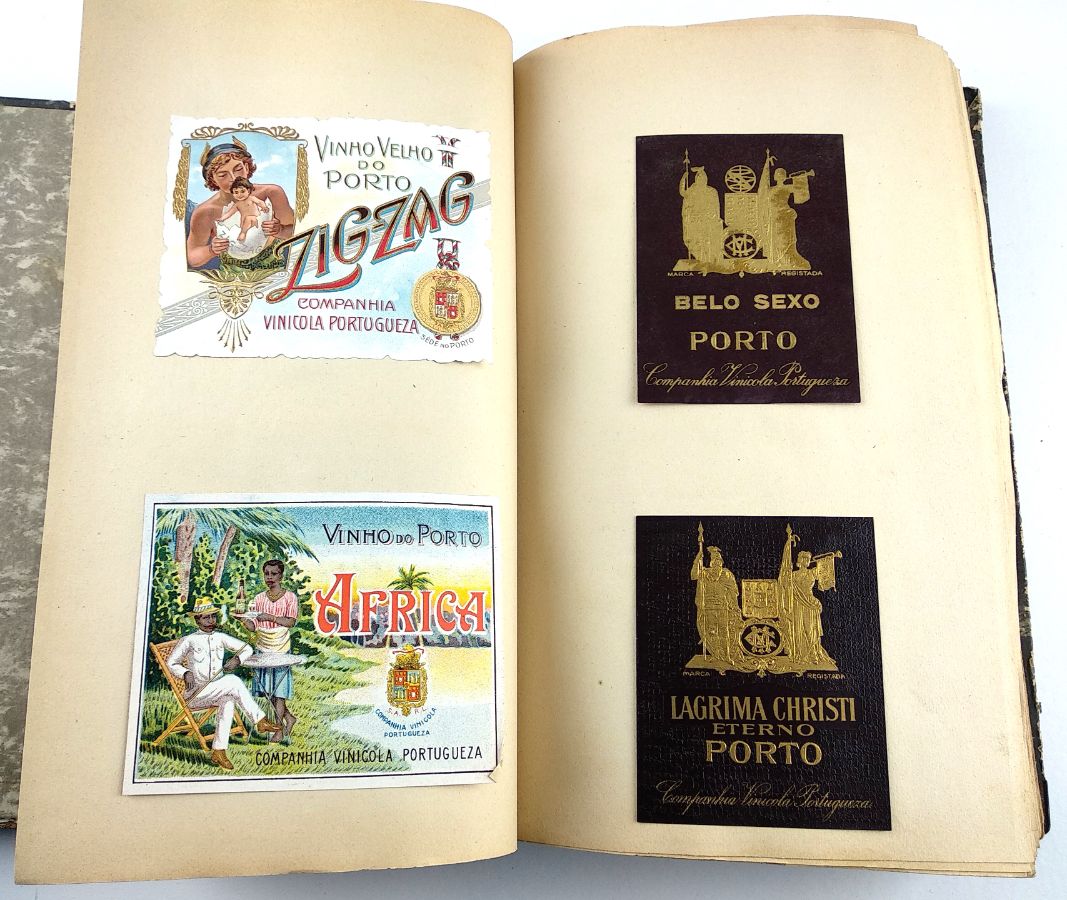 VINHO VELHO
DO
PORTO
ZIG-ZAG
COMPANHIA
VINICOLA PORTUGUEZA
SÉDE NO PORTO
VINHO DO PORTO
AFRICA
S.A.R.L.
COMPANHIA VINICOLA
PORTUGUEZA
COMPANHIA VINICOLA PORTUGUEZA
MARCA REGISTADA
BELO SEXO
PORTO
Companhia Vinicola Portugueza
MARCA REGISTADA
LAGRIMA CHRISTI
ETERNO
PORTO
Companhia Vinicola Portugueza